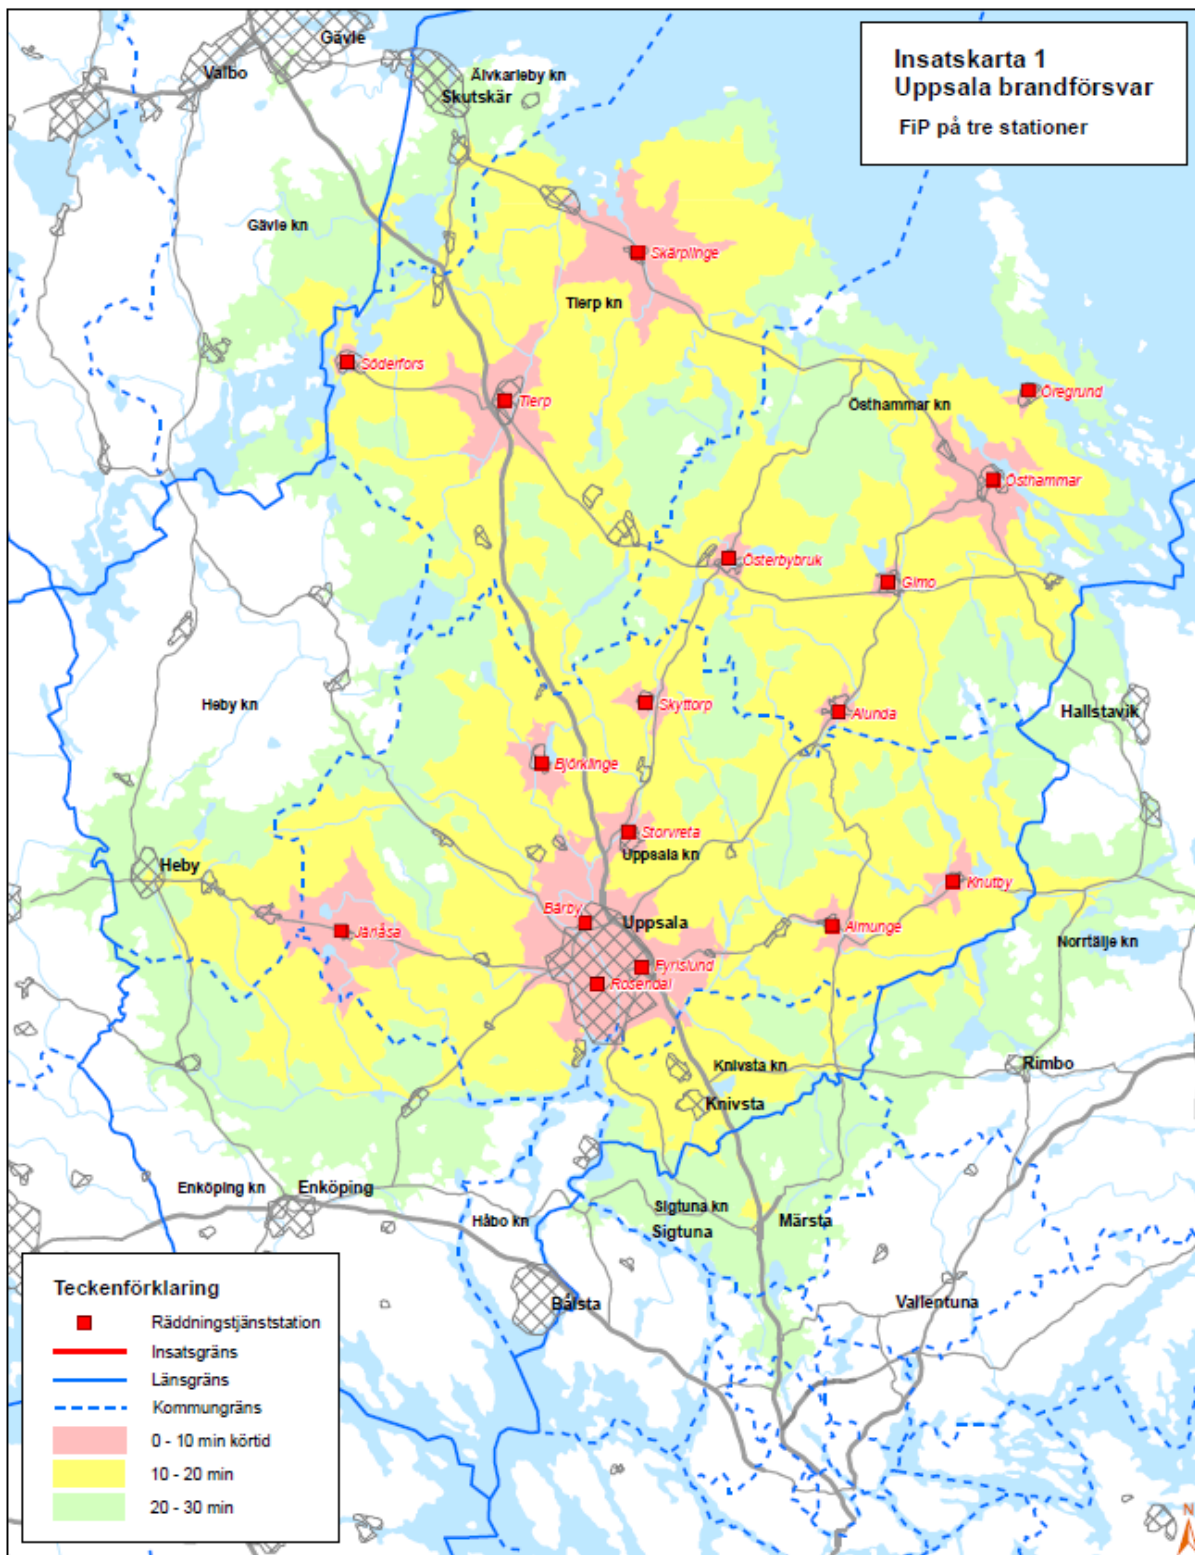 Insatskarta 1
Uppsala brandförsvar
FiP på tre stationer
Gävle
Valbo
Älvkarleby kn
Skutskär
Gävle kn
Skärplinge
Tierp kn
Söderfors
Tierp
Öregrund
Östhammar kn
Östhammar
Österbybruk
Gimo
Heby kn
Skyttorp
Alunda
Hallstavik
Björklinge
Storvreta
Uppsala kn
Heby
Knutby
Bärby
Uppsala
Järlåsa
Almunge
Norrtälje kn
Fyrislund
Rosendal
Knivsta kn
Rimbo
Knivsta
Enköping kn
Enköping
Håbo kn
Sigtuna kn
Sigtuna
Märsta
Bålsta
Vallentuna
Teckenförklaring
Räddningstjänststation
Insatsgräns
Länsgräns
Kommungräns
0 - 10 min körtid
10 - 20 min
20 - 30 min
N